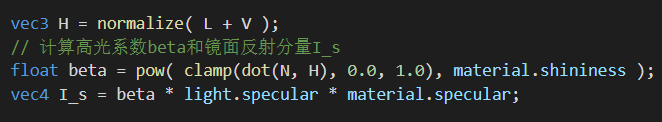 vec3 H = normalize( L + V );
// 计算高光系数beta和镜面反射分量I_s
float beta = pow( clamp(dot(N, H), 0.0, 1.0), material.shininess );
vec4 I_s = beta * light.specular * material.specular;